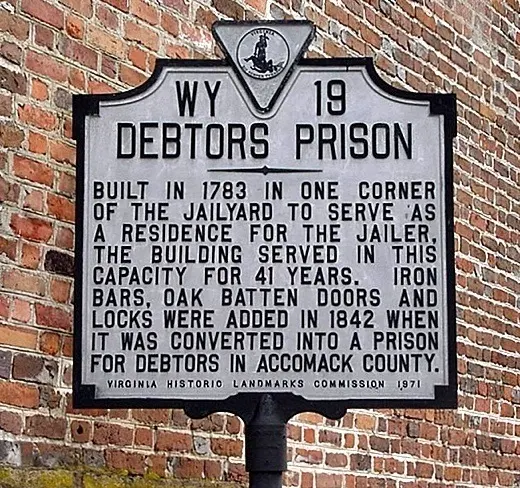 WY 19
DEBTORS PRISON
BUILT IN 1783 IN ONE CORNER
OF THE JAILYARD TO SERVE AS
A RESIDENCE FOR THE JAILER,
THE BUILDING SERVED IN THIS
CAPACITY FOR 41 YEARS. IRON
BARS, OAK BATTEN DOORS AND
LOCKS WERE ADDED IN 1842 WHEN
IT WAS CONVERTED INTO A PRISON
FOR DEBTORS IN ACCOMACK COUNTY.
VIRGINIA HISTORIC LANDMARKS COMMISSION 1971